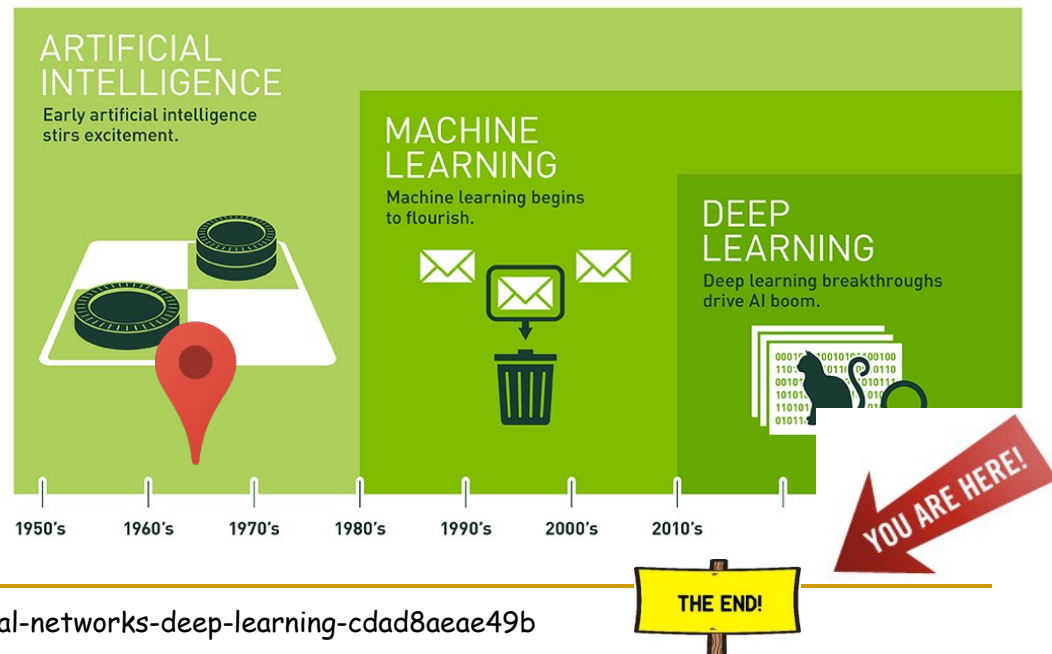 ARTIFICIAL
INTELLIGENCE
Early artificial intelligence
stirs excitement.
MACHINE
LEARNING
Machine learning begins
to flourish.
DEEP
LEARNING
Deep learning breakthroughs
drive AI boom.
YOU ARE HERE!
1950's 1960's 1970's 1980's 1990's 2000's 2010's
THE END!
al-networks-deep-learning-cdad8aeae49b